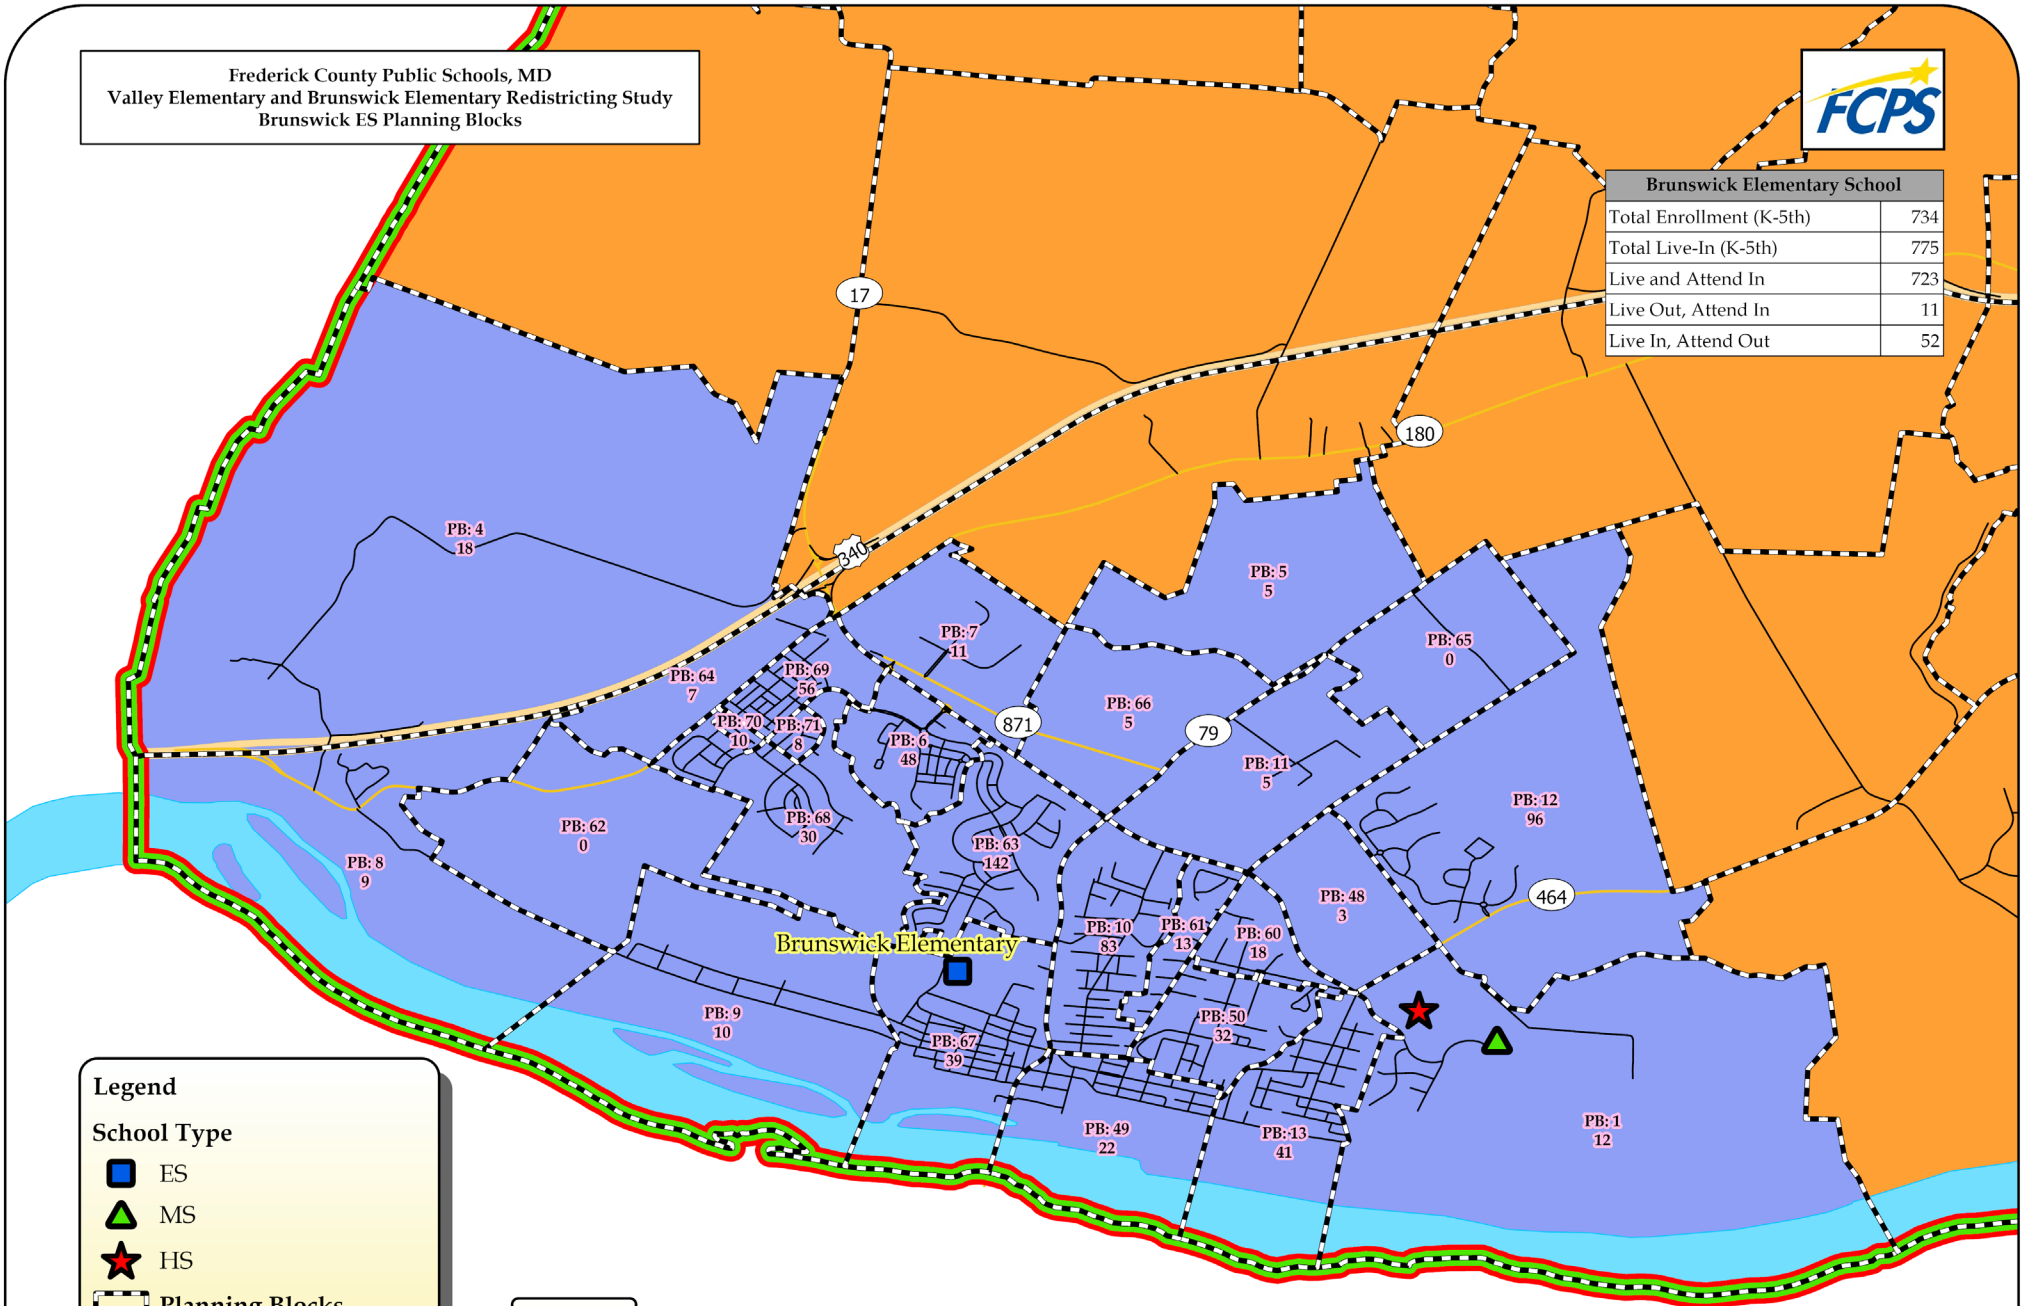 Frederick County Public Schools, MD
Valley Elementary and Brunswick Elementary Redistricting Study
Brunswick ES Planning Blocks
FCPS
Brunswick Elementary School
Total Enrollment (K-5th) 734
Total Live-In (K-5th) 775
Live and Attend In 723
Live Out, Attend In 11
Live In, Attend Out 52
17
180
340
PB: 4
18
PB: 5
5
PB: 7
11
PB: 65
0
PB: 64
7
PB: 69
56
PB: 66
5
871
79
PB: 70
10
PB: 71
8
PB: 6
48
PB: 11
5
PB: 12
96
PB: 62
0
PB: 68
30
PB: 63
142
PB: 8
9
464
PB: 48
3
PB: 10
83
PB: 61
13
PB: 60
18
Brunswick Elementary
PB: 9
10
PB: 67
39
PB: 50
32
PB: 49
22
PB: 13
41
PB: 1
12
Legend
School Type
ES
MS
HS
Planning Blocks